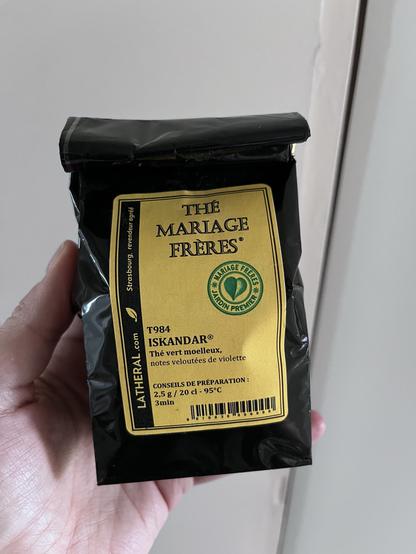 THÉ
MARIAGE
FRÈRES®
MARIAGE FRÈRES
JARDIN PREMIER
T984
ISKANDAR®
Thé vert moelleux,
notes veloutées de violette
CONSEILS DE PRÉPARATION :
2,5 g / 20 cl - 95°C
3min
LATHERAL.com
Strasbourg, revendeur agréé